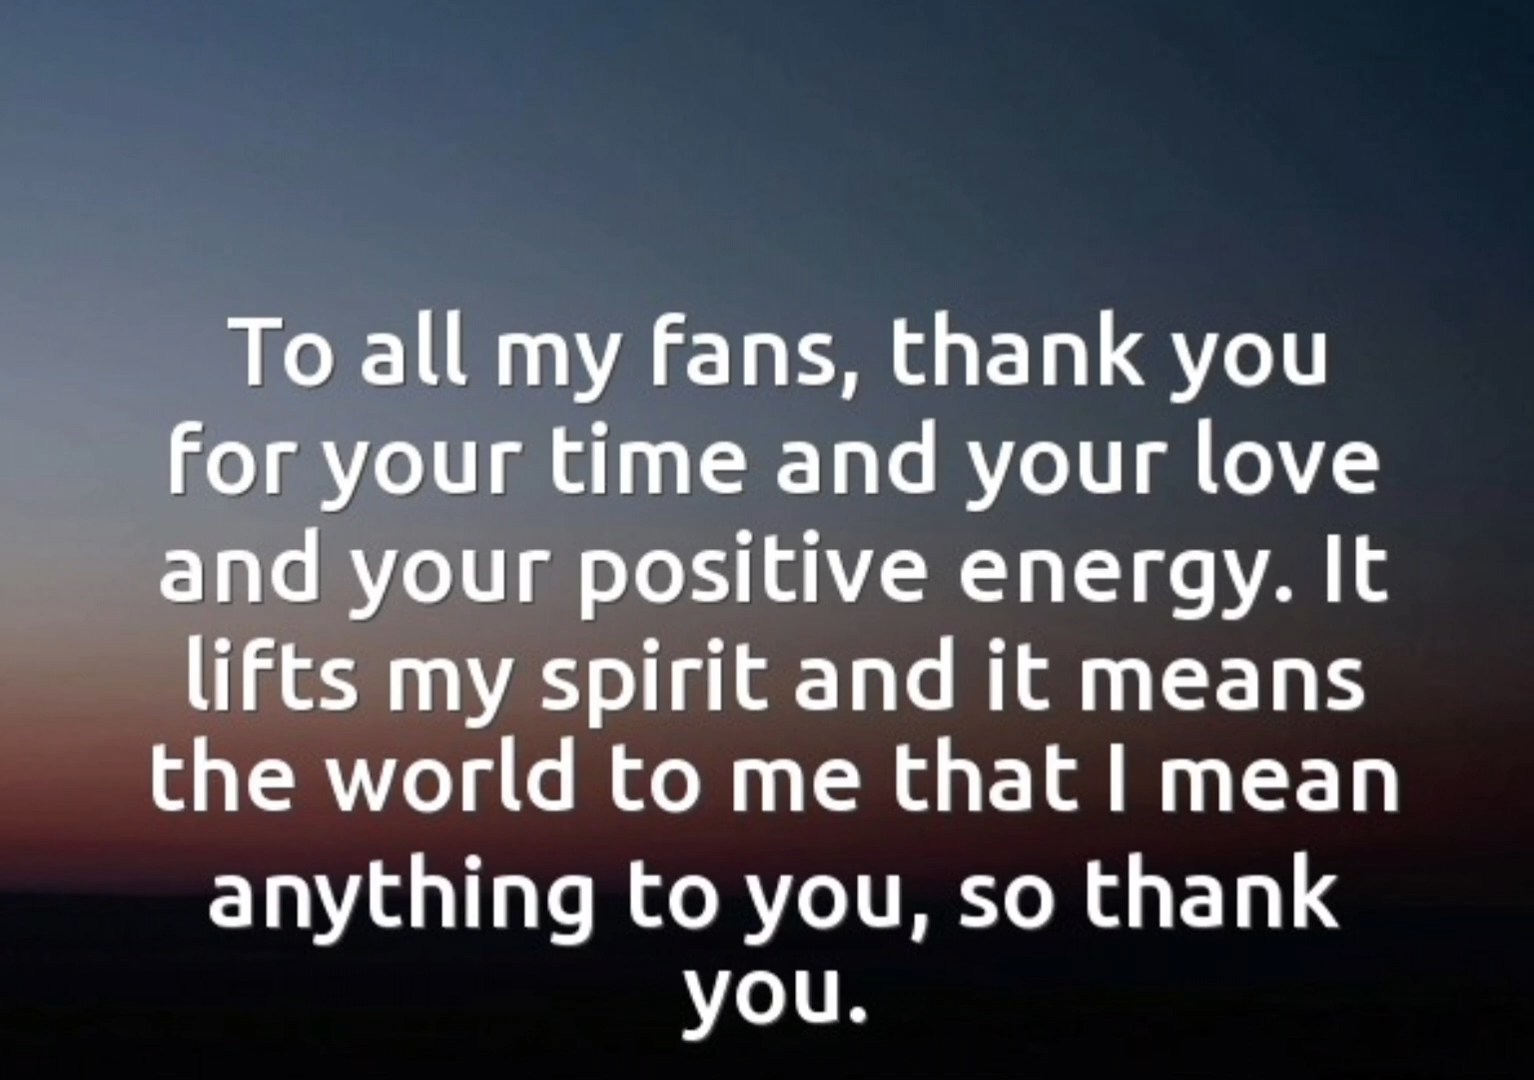 To all my fans, thank you
for your time and your love
and your positive energy. It
lifts my spirit and it means
the world to me that I mean
anything to you, so thank
you.